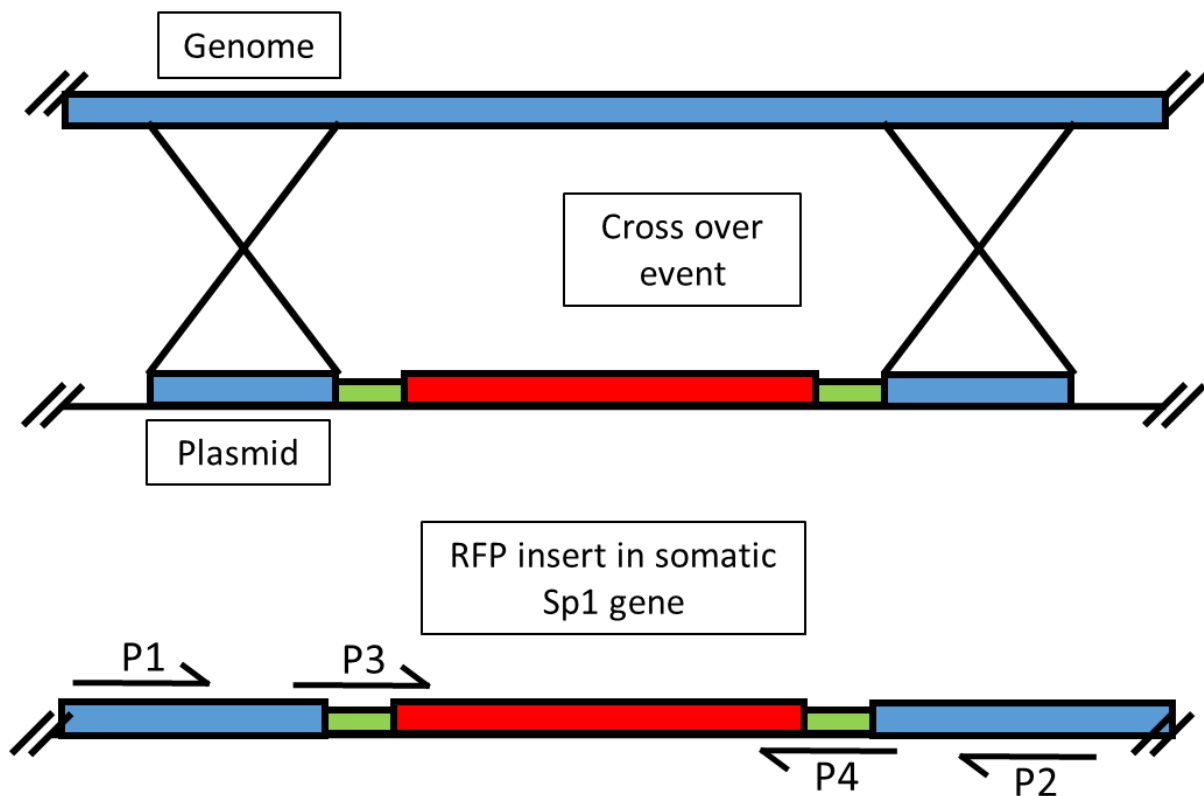 Genome
Cross over
event
Plasmid
RFP insert in somatic
Sp1 gene
P1
P3
P4
P2